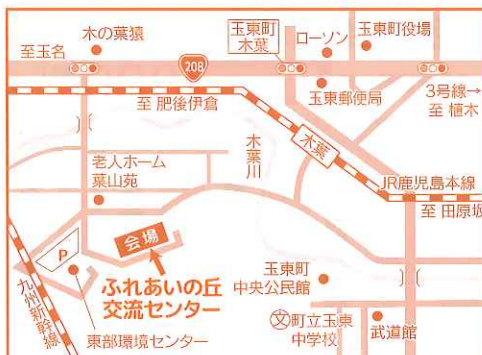 木の葉猿
至玉名
208
玉東町
木葉
ローソン
玉東町役場
玉東郵便局
3号線→
至 植木
至 肥後伊倉
木葉川
木葉
JR鹿児島本線
至 田原坂
老人ホーム
葉山苑
会場
P
ふれあいの丘
交流センター
九州新幹線
東部環境センター
玉東町
中央公民館
文町立玉東
中学校
武道館